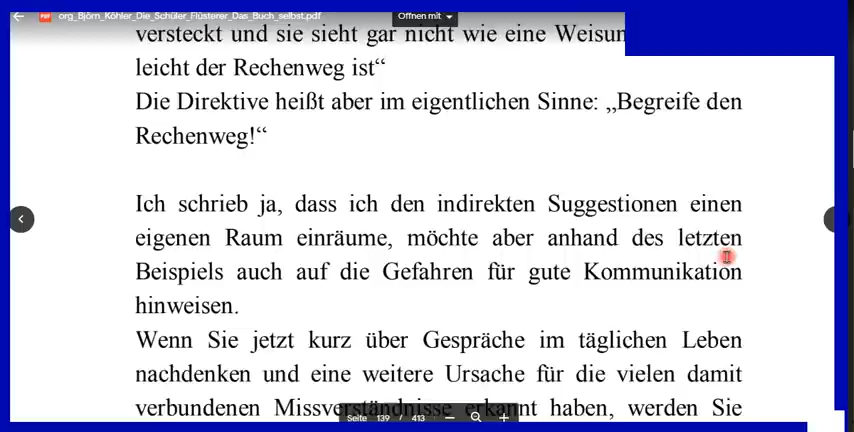 org_Björn_Köhler_Die_Schüler_Flüsterer_Das_Buch_selbst.pdf
Öffnen mit
versteckt und sie sieht gar nicht wie eine
leicht der Rechenweg ist“
Die Direktive heißt aber im eigentlichen Sinne: „Begreife den
Rechenweg!“
Ich schrieb ja, dass ich den indirekten Suggestionen einen
eigenen Raum einräume, möchte aber anhand des letzten
Beispiels auch auf die Gefahren für gute Kommunikation
hinweisen.
Wenn Sie jetzt kurz über Gespräche im täglichen Leben
nachdenken und eine weitere Ursache für die vielen damit
verbundenen Missverständnisse erkannt haben, werden Sie
Seite 139 / 413